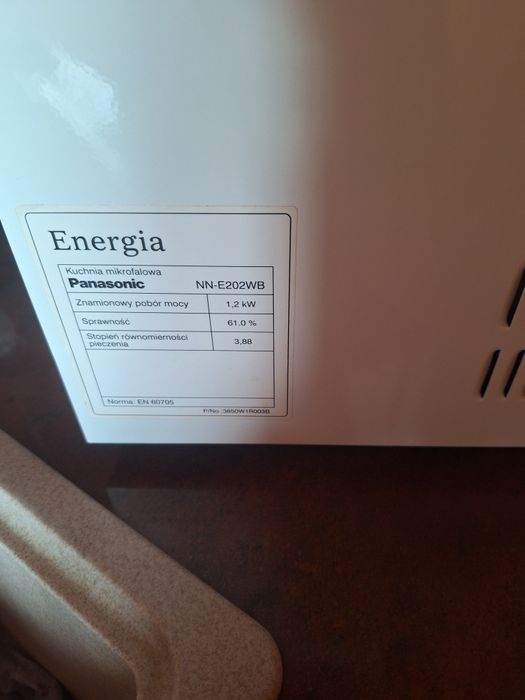 Energia
Kuchnia mikrofalowa
Panasonic NN-E202WB
Znamionowy pobór mocy 1,2 kW
Sprawność 61.0 %
Stopień równomierności pieczenia 3,88
Norma: EN 60705
P/No.:3850W1R003B